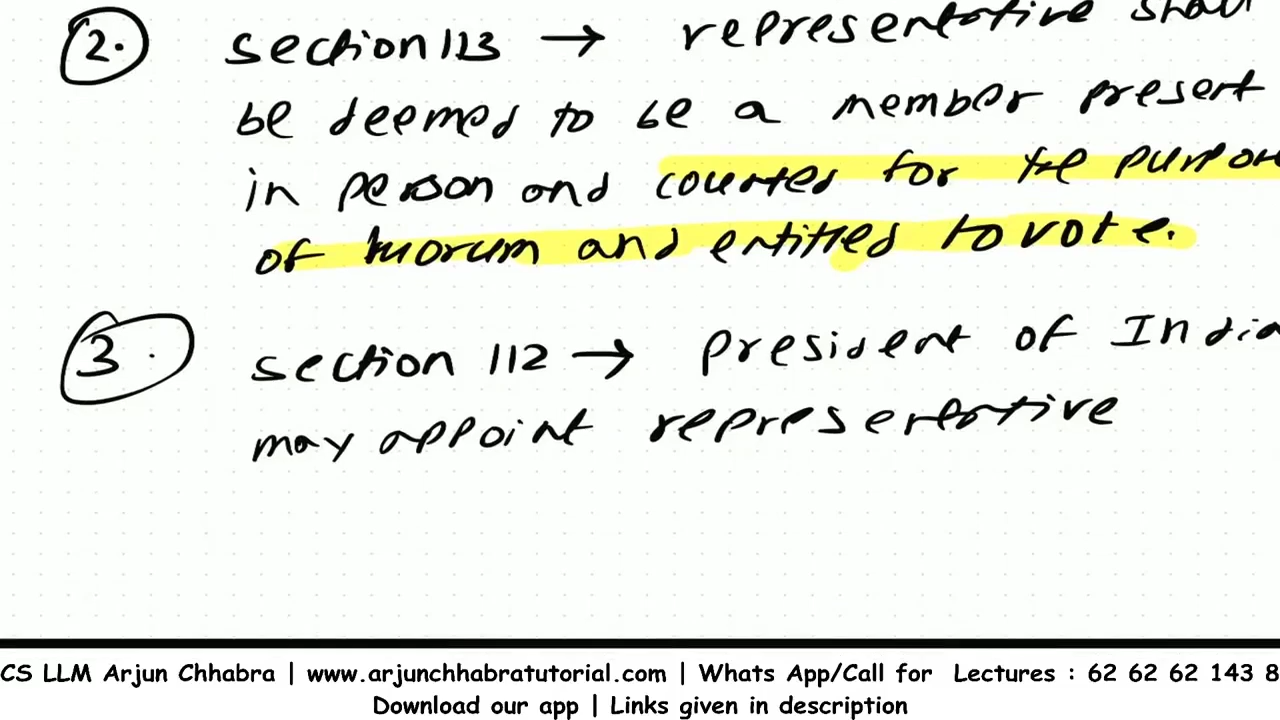 2. section 113 → representative shall
be deemed to be a member present
in person and counted for the purpose
of quorum and entitled to vote.
3. section 112 → president of India
may appoint representative
CS LLM Arjun Chhabra | www.arjunchhabratutorial.com | Whats App/Call for Lectures : 62 62 62 143 8
Download our app | Links given in description